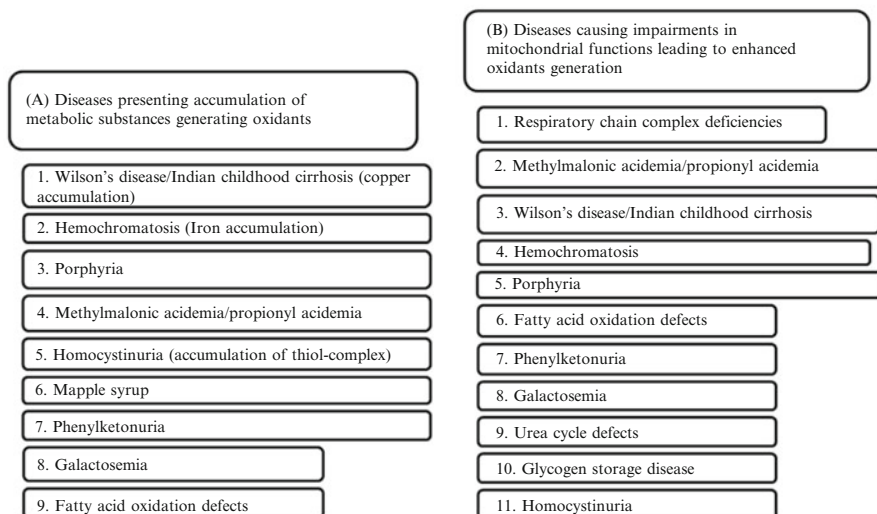 (A) Diseases presenting accumulation of
metabolic substances generating oxidants
1. Wilson's disease/Indian childhood cirrhosis (copper
accumulation)
2. Hemochromatosis (Iron accumulation)
3. Porphyria
4. Methylmalonic acidemia/propionyl acidemia
5. Homocystinuria (accumulation of thiol-complex)
6. Mapple syrup
7. Phenylketonuria
8. Galactosemia
9. Fatty acid oxidation defects
(B) Diseases causing impairments in
mitochondrial functions leading to enhanced
oxidants generation
1. Respiratory chain complex deficiencies
2. Methylmalonic acidemia/propionyl acidemia
3. Wilson's disease/Indian childhood cirrhosis
4. Hemochromatosis
5. Porphyria
6. Fatty acid oxidation defects
7. Phenylketonuria
8. Galactosemia
9. Urea cycle defects
10. Glycogen storage disease
11. Homocystinuria